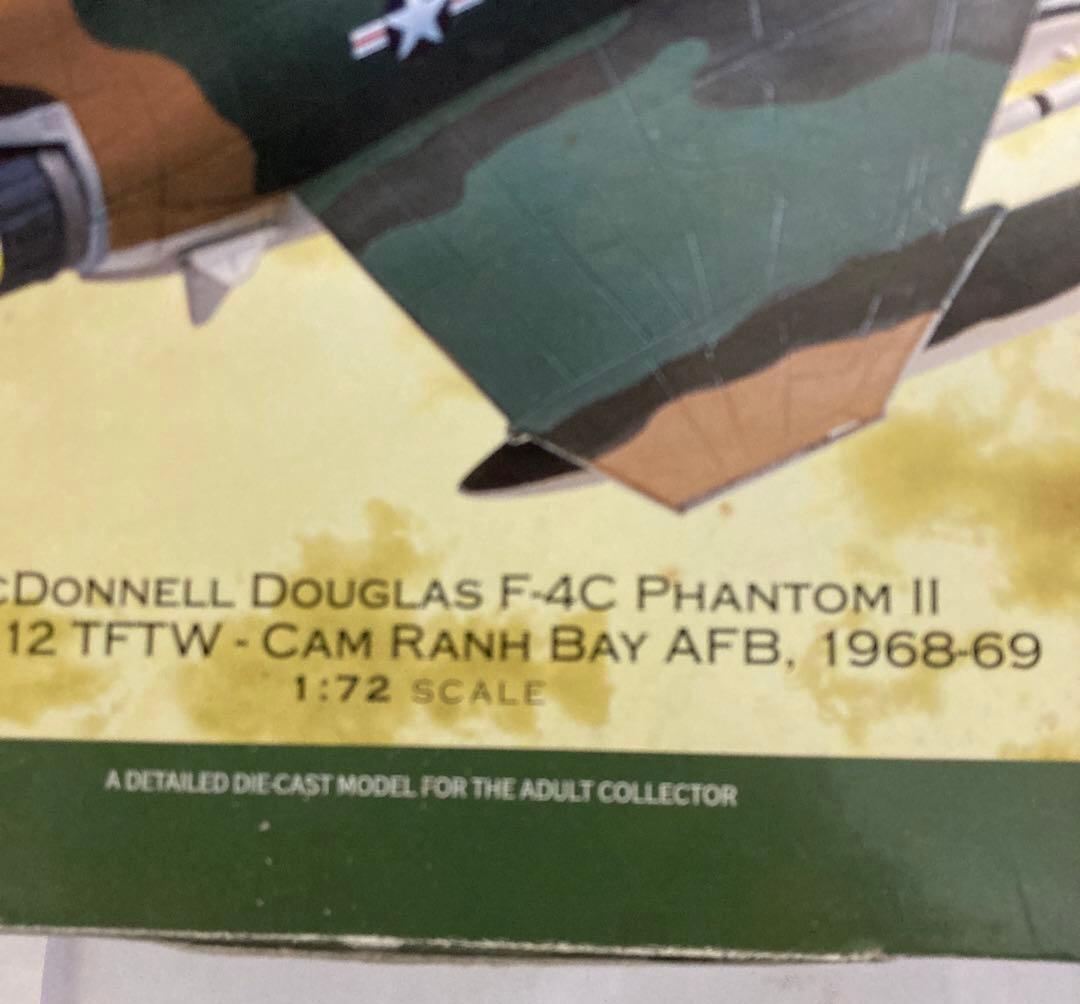 cDONNELL DOUGLAS F-4C PHANTOM II
12 TFTW - CAM RANH BAY AFB, 1968-69
1:72 SCALE
A DETAILED DIE-CAST MODEL FOR THE ADULT COLLECTOR